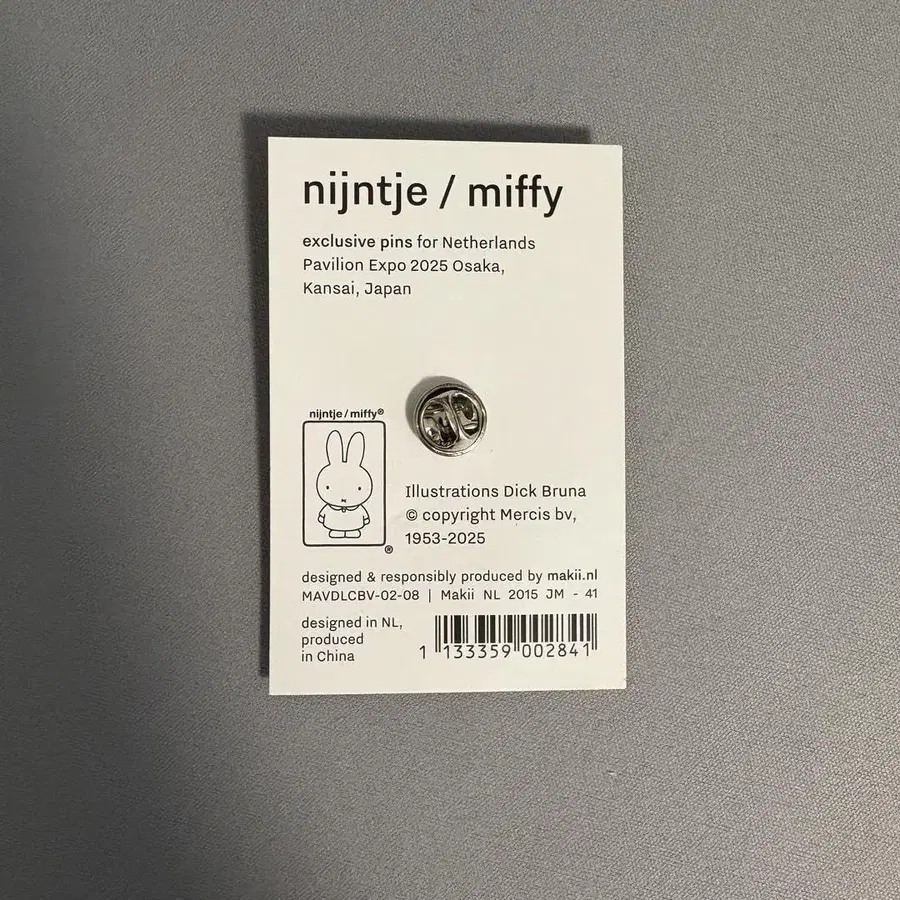 nijntje / miffy
exclusive pins for Netherlands
Pavilion Expo 2025 Osaka,
Kansai, Japan
nijntje / miffy®
®
Illustrations Dick Bruna
© copyright Mercis bv,
1953-2025
designed & responsibly produced by makii.nl
MAVDLCBV-02-08 | Makii NL 2015 JM - 41
designed in NL,
produced
in China
1 133359 002841